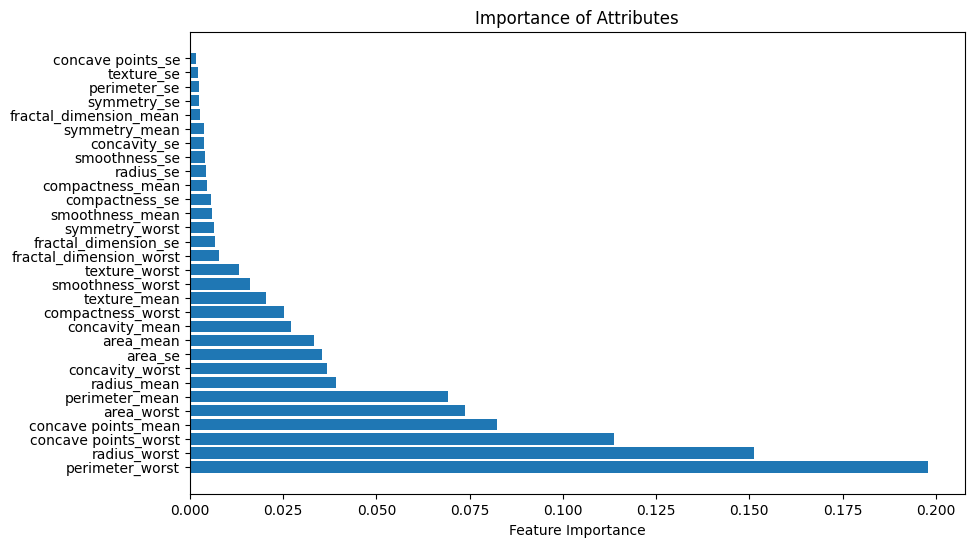 Importance of Attributes
concave points_se
texture_se
perimeter_se
symmetry_se
fractal_dimension_mean
symmetry_mean
concavity_se
smoothness_se
radius_se
compactness_mean
compactness_se
smoothness_mean
symmetry_worst
fractal_dimension_se
fractal_dimension_worst
texture_worst
smoothness_worst
texture_mean
compactness_worst
concavity_mean
area_mean
area_se
concavity_worst
radius_mean
perimeter_mean
area_worst
concave points_mean
concave points_worst
radius_worst
perimeter_worst
0.000 0.025 0.050 0.075 0.100 0.125 0.150 0.175 0.200
Feature Importance